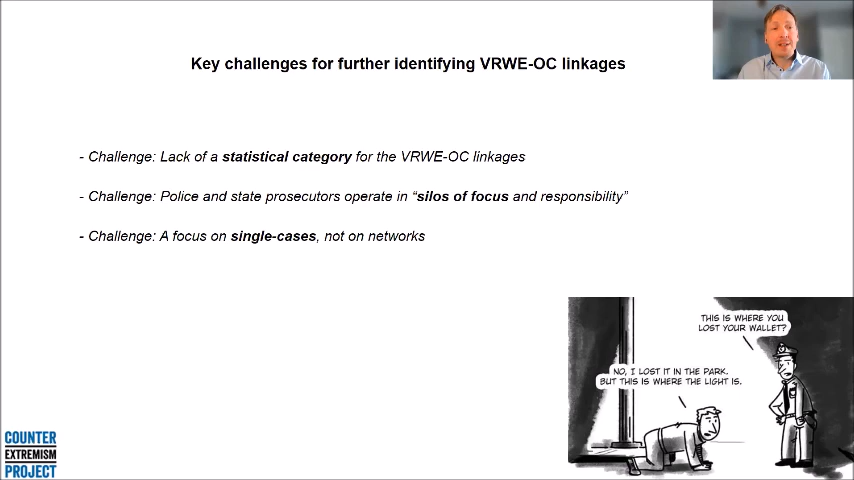 Key challenges for further identifying VRWE-OC linkages
- Challenge: Lack of a statistical category for the VRWE-OC linkages
- Challenge: Police and state prosecutors operate in “silos of focus and responsibility”
- Challenge: A focus on single-cases, not on networks
THIS IS WHERE YOU
LOST YOUR WALLET?
NO, I LOST IT IN THE PARK.
BUT THIS IS WHERE THE LIGHT IS.
COUNTER
EXTREMISM
PROJECT